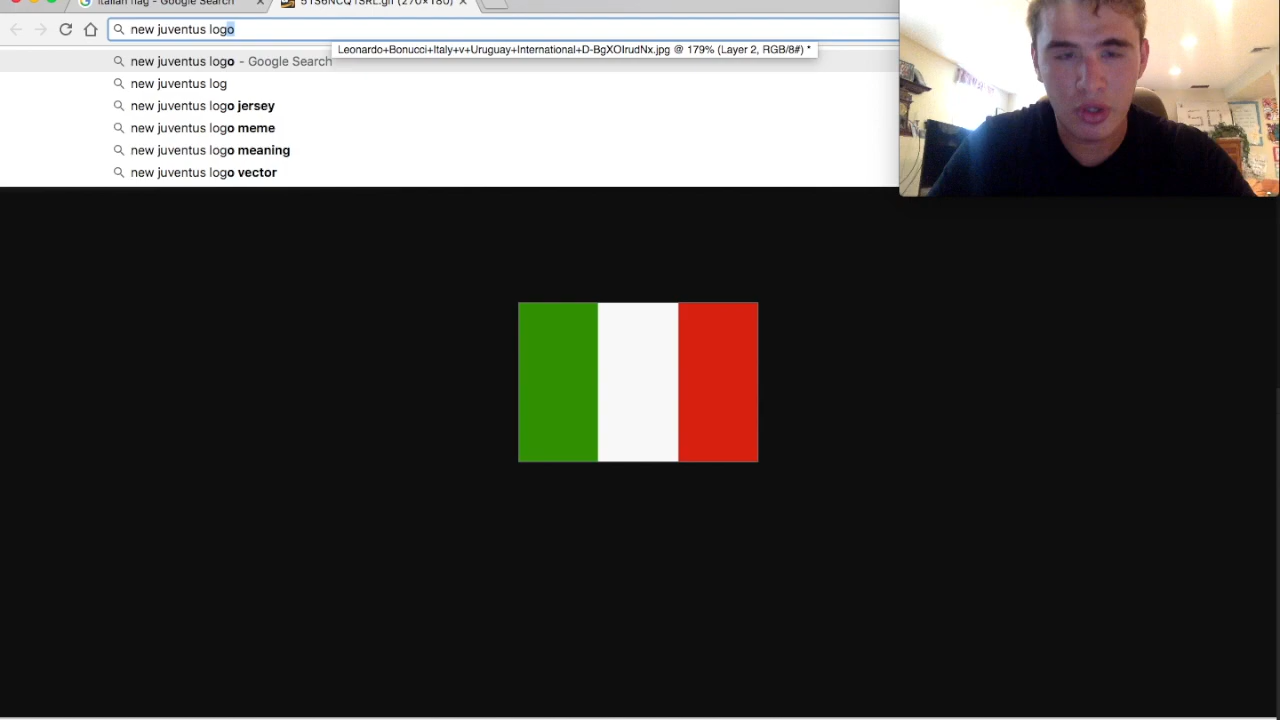 Italian flag - Google Search
51S6NCQ1SRL.gif (270×180)
new juventus logo
Leonardo+Bonucci+Italy+v+Uruguay+International+D-BgXOIrudNx.jpg @ 179% (Layer 2, RGB/8#) *
new juventus logo - Google Search
new juventus log
new juventus logo jersey
new juventus logo meme
new juventus logo meaning
new juventus logo vector